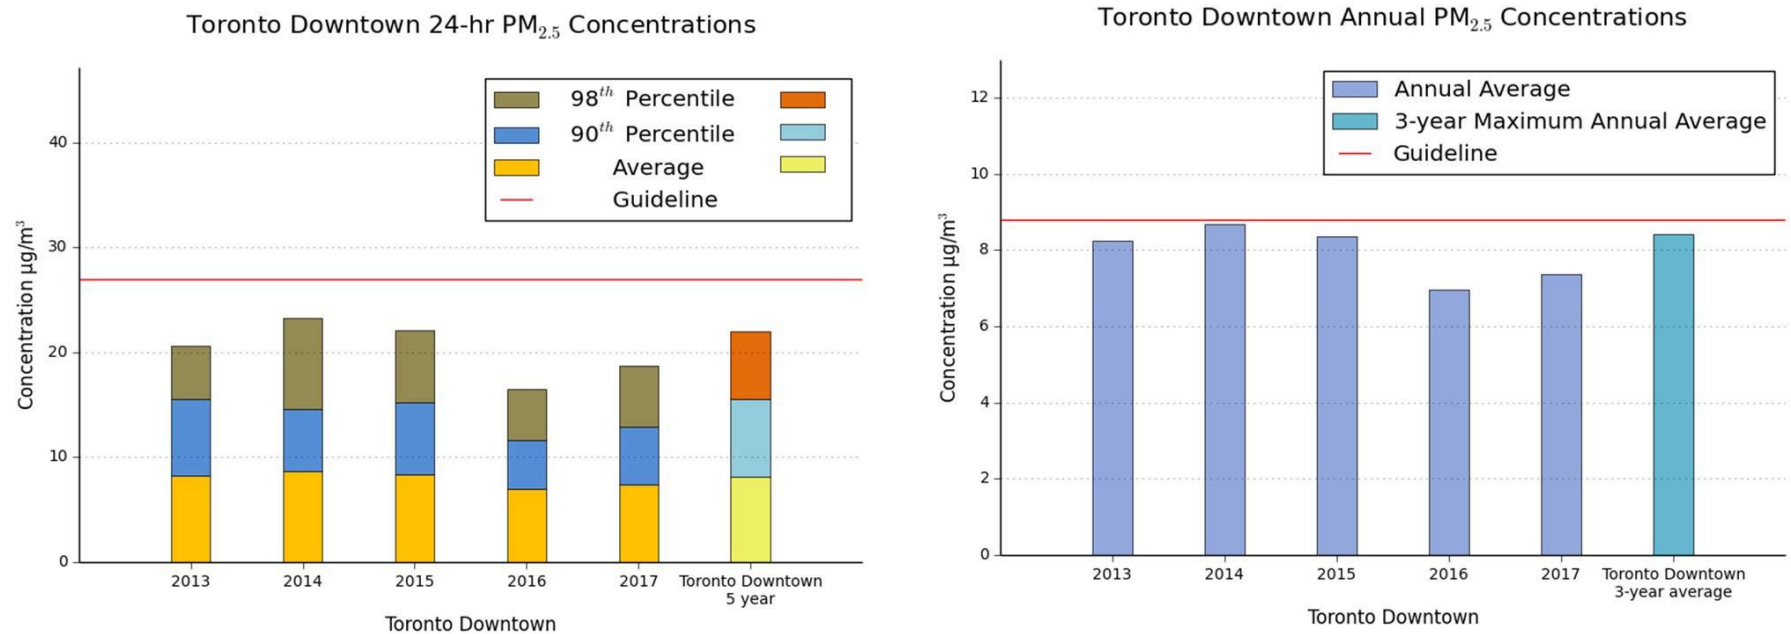 Toronto Downtown 24-hr PM2.5 Concentrations
98th Percentile
90th Percentile
Average
Guideline
Concentration µg/m³
40
30
20
10
0
2013 2014 2015 2016 2017 Toronto Downtown
5 year
Toronto Downtown
Toronto Downtown Annual PM2.5 Concentrations
Annual Average
3-year Maximum Annual Average
Guideline
Concentration µg/m³
12
10
8
6
4
2
0
2013 2014 2015 2016 2017 Toronto Downtown
3-year average
Toronto Downtown